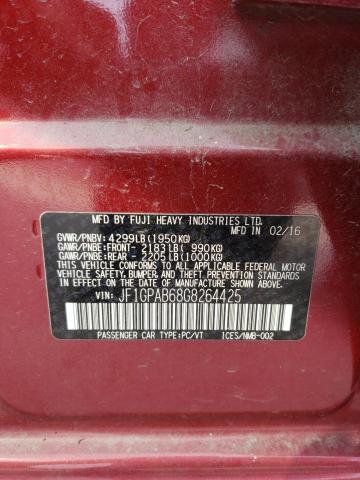 MFD BY FUJI HEAVY INDUSTRIES LTD.
IN 02/16
GVWR/PNBV: 4299LB(1950KG)
GAWR/PNBE:FRONT- 2183LB( 990KG)
GAWR/PNBE:REAR - 2205LB(1000KG)
THIS VEHICLE CONFORMS TO ALL APPLICABLE FEDERAL MOTOR
VEHICLE SAFETY, BUMPER, AND THEFT PREVENTION STANDARDS
IN EFFECT ON THE DATE OF MANUFACTURE SHOWN ABOVE.
VIN: JF1GPAB68G8264425
PASSENGER CAR TYPE:PC/VT ICES/NMB-002